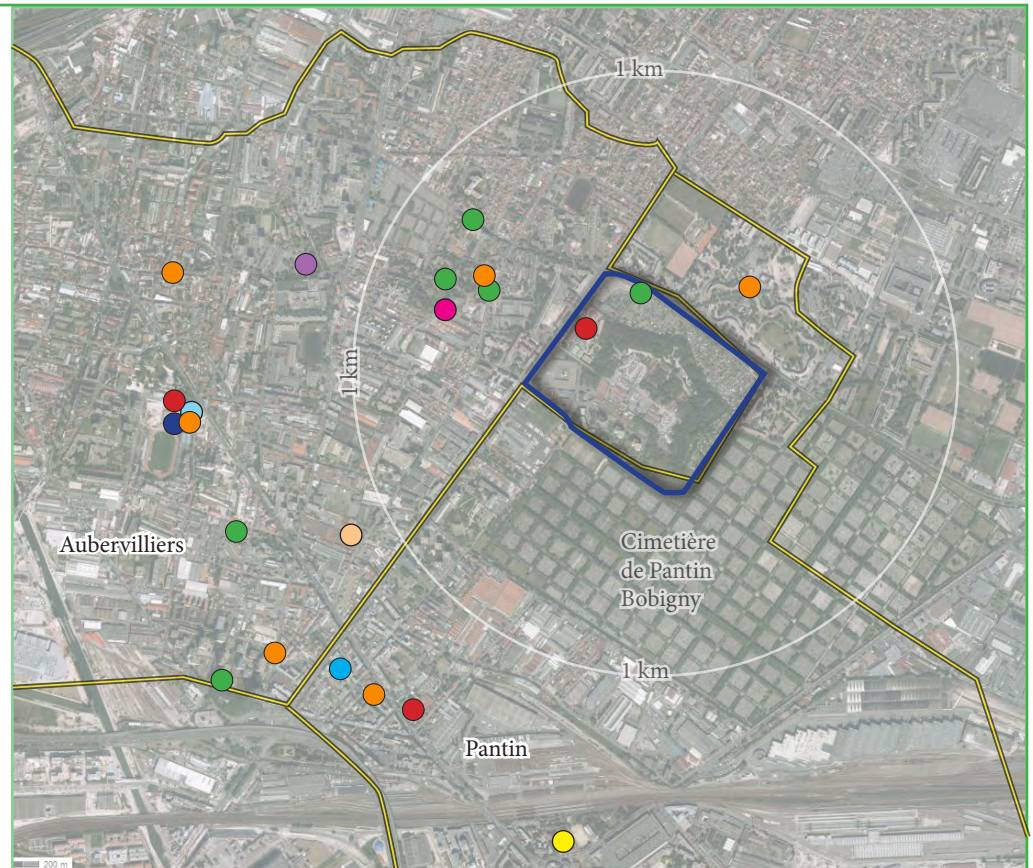 1 km
1 km
Aubervilliers
Cimetière
de Pantin
Bobigny
1 km
Pantin
200 m